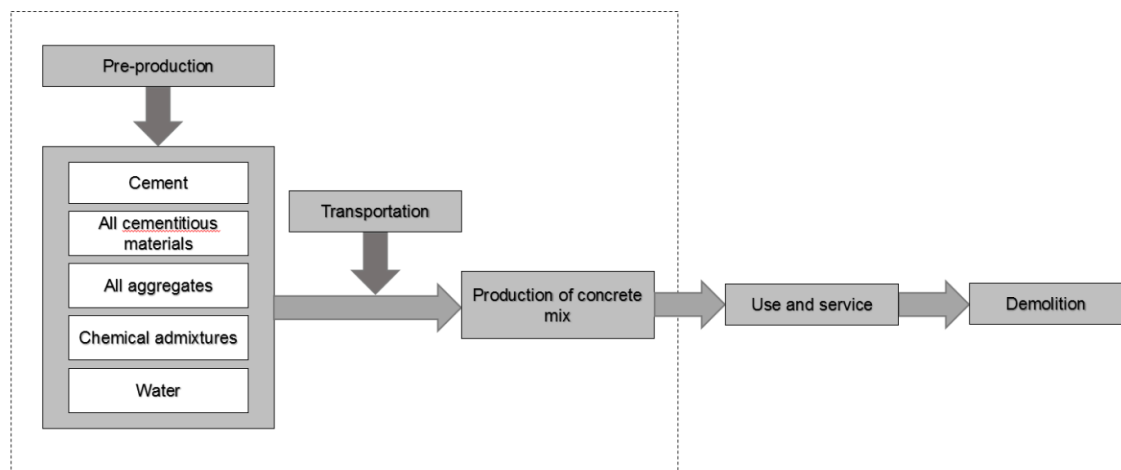 Pre-production
Cement
All cementitious
materials
All aggregates
Chemical admixtures
Water
Transportation
Production of concrete
mix
Use and service
Demolition